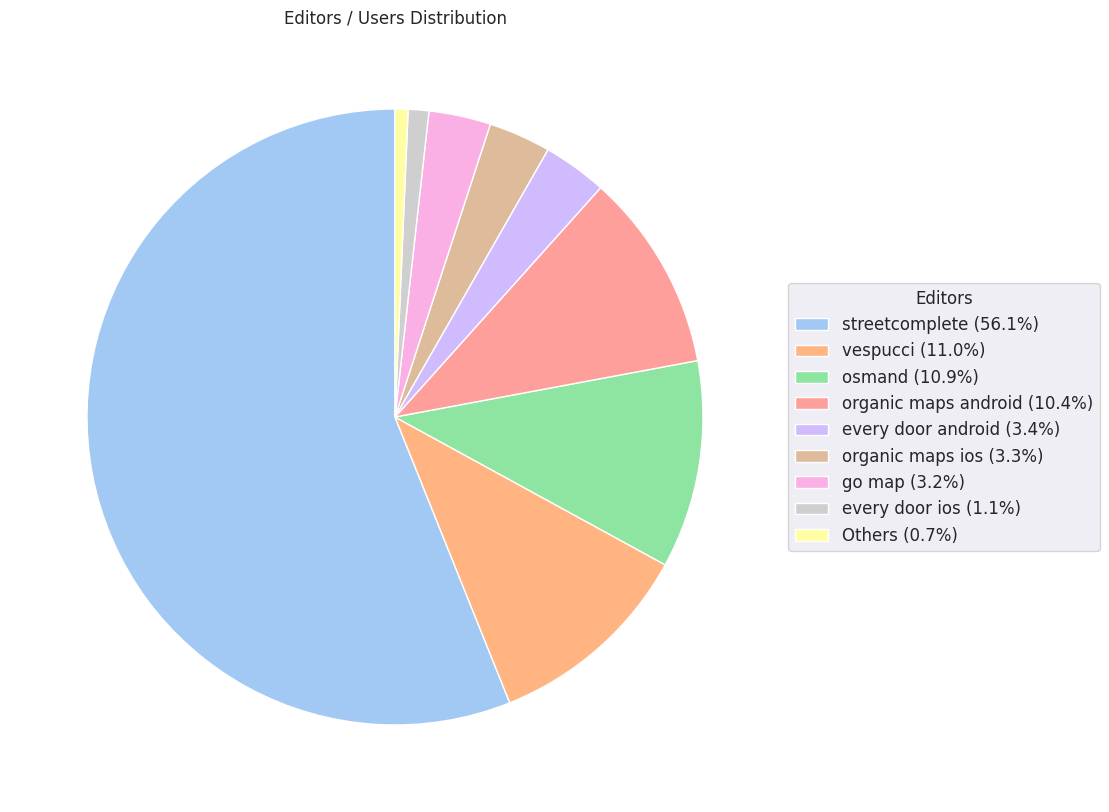 Editors / Users Distribution
Editors
streetcomplete (56.1%)
vespucci (11.0%)
osmand (10.9%)
organic maps android (10.4%)
every door android (3.4%)
organic maps ios (3.3%)
go map (3.2%)
every door ios (1.1%)
Others (0.7%)